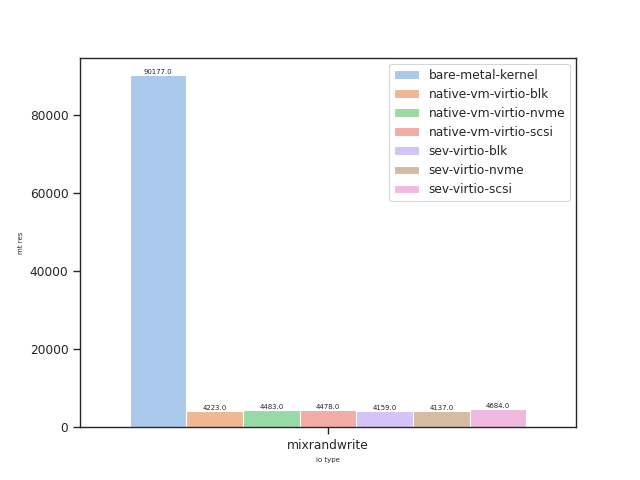 90177.0
4223.0
4483.0
4478.0
4159.0
4137.0
4684.0
bare-metal-kernel
native-vm-virtio-blk
native-vm-virtio-nvme
native-vm-virtio-scsi
sev-virtio-blk
sev-virtio-nvme
sev-virtio-scsi
80000
60000
40000
20000
0
mt res
mixrandwrite
io type